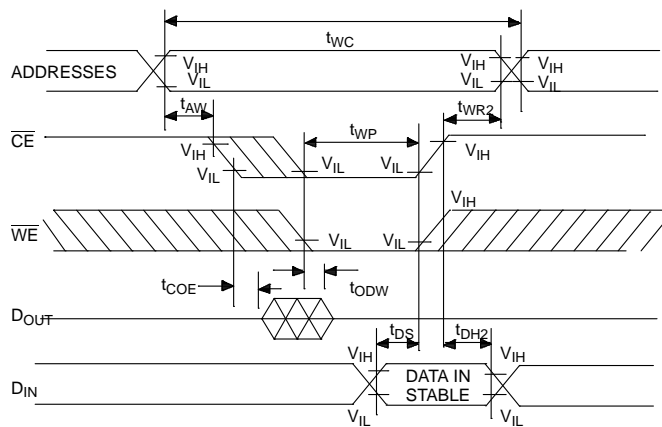 tWC
ADDRESSES
VIH
VIL
VIH
VIL
VIH
VIL
tAW
tWR2
CE
tWP
VIH
VIL
VIL
VIL
VIH
WE
VIH
VIL
VIL
tCOE
tODW
DOUT
tDS
tDH2
DIN
VIH
VIL
DATA IN
STABLE
VIH
VIL